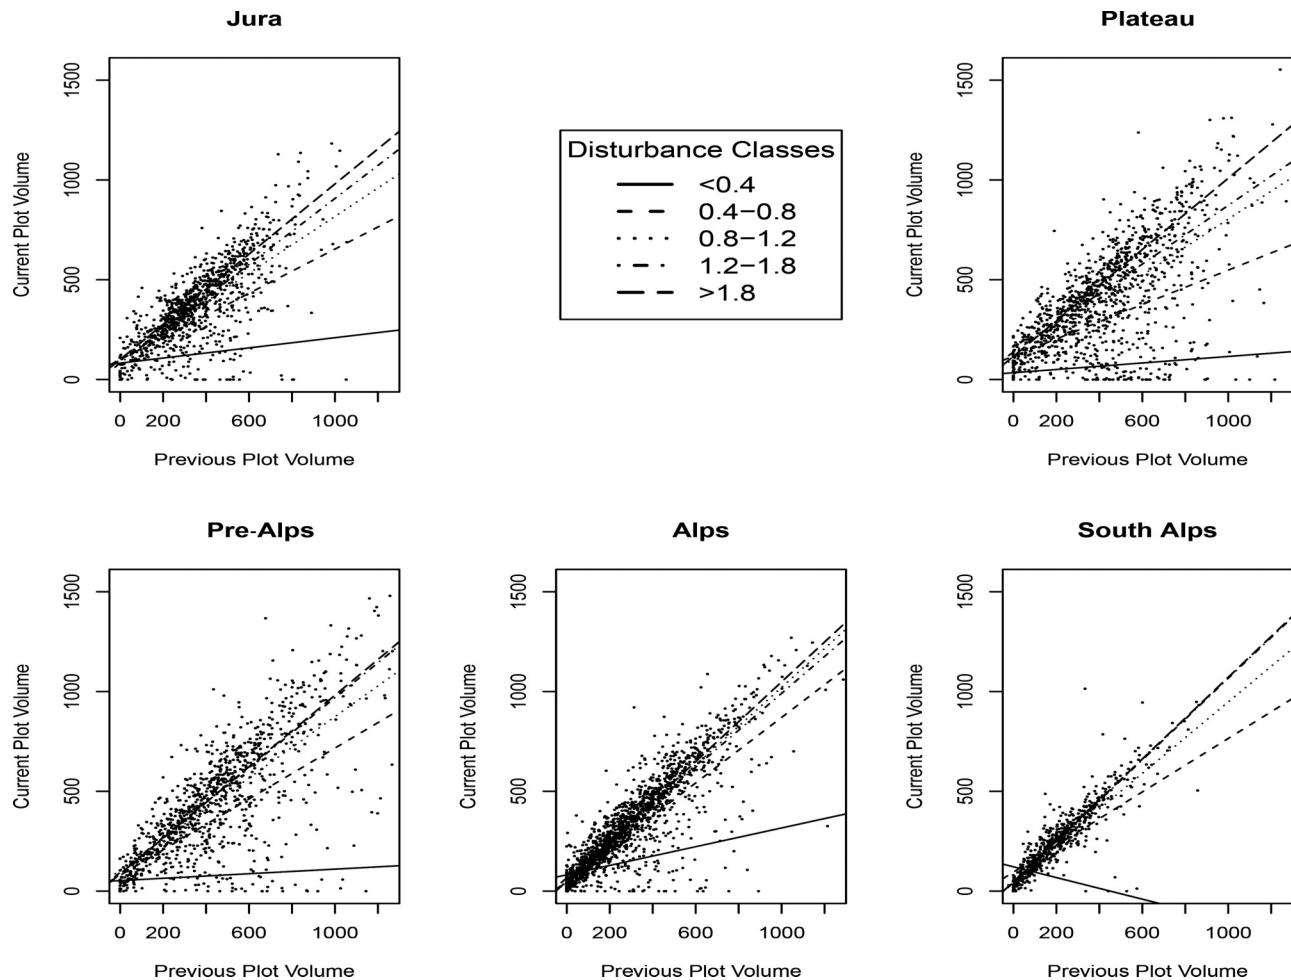 Jura
Plateau
Current Plot Volume
0 500 1000 1500
0 200 600 1000
Previous Plot Volume
Disturbance Classes
<0.4
0.4−0.8
0.8−1.2
1.2−1.8
>1.8
Current Plot Volume
0 500 1000 1500
0 200 600 1000
Previous Plot Volume
Pre-Alps
Alps
South Alps
Current Plot Volume
0 500 1000 1500
0 200 600 1000
Previous Plot Volume
Current Plot Volume
0 500 1000 1500
0 200 600 1000
Previous Plot Volume
Current Plot Volume
0 500 1000 1500
0 200 600 1000
Previous Plot Volume